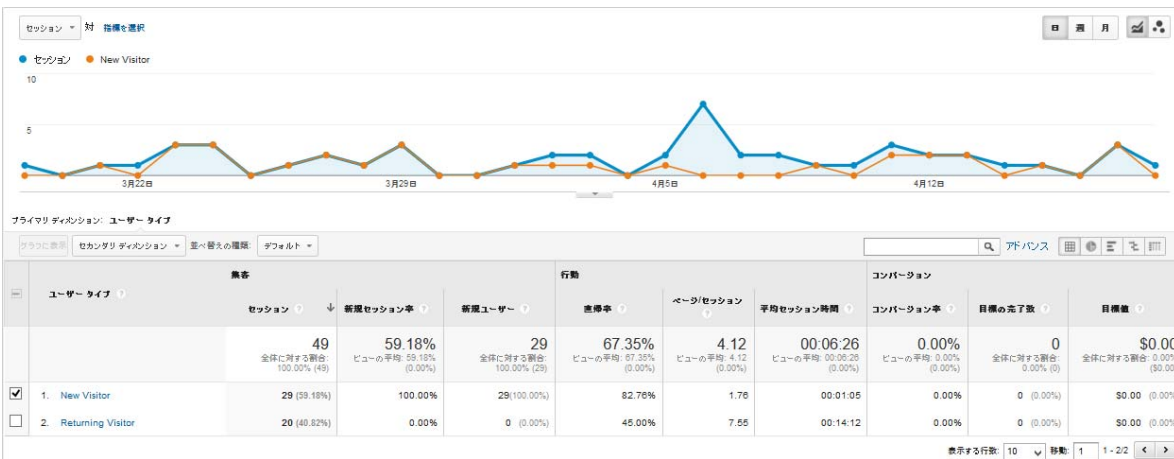 セッション 対 指標を選択 日 週 月
セッション New Visitor
10
5
3月22日 3月29日 4月5日 4月12日
プライマリ ディメンション: ユーザー タイプ
グラフに表示 セカンダリ ディメンション 並べ替えの種類: デフォルト アドバンス
集客 行動 コンバージョン
ユーザー タイプ ? セッション ? ↓ 新規セッション率 ? 新規ユーザー ? 直帰率 ? ページ/セッション ? 平均セッション時間 ? コンバージョン率 ? 目標の完了数 ? 目標値 ?
49 59.18% 29 67.35% 4.12 00:06:26 0.00% 0 $0.00
全体に対する割合: ビューの平均: 59.18% 全体に対する割合: ビューの平均: 67.35% ビューの平均: 4.12 ビューの平均: 00:06:26 ビューの平均: 0.00% 全体に対する割合: 全体に対する割合: 0.00%
100.00% (49) (0.00%) 100.00% (29) (0.00%) (0.00%) (0.00%) (0.00%) 0.00% (0) ($0.00
1. New Visitor 29 (59.18%) 100.00% 29(100.00%) 82.76% 1.76 00:01:05 0.00% 0 (0.00%) $0.00 (0.00%
2. Returning Visitor 20 (40.82%) 0.00% 0 (0.00%) 45.00% 7.55 00:14:12 0.00% 0 (0.00%) $0.00 (0.00%
表示する行数: 10 移動: 1 1 - 2/2 < >